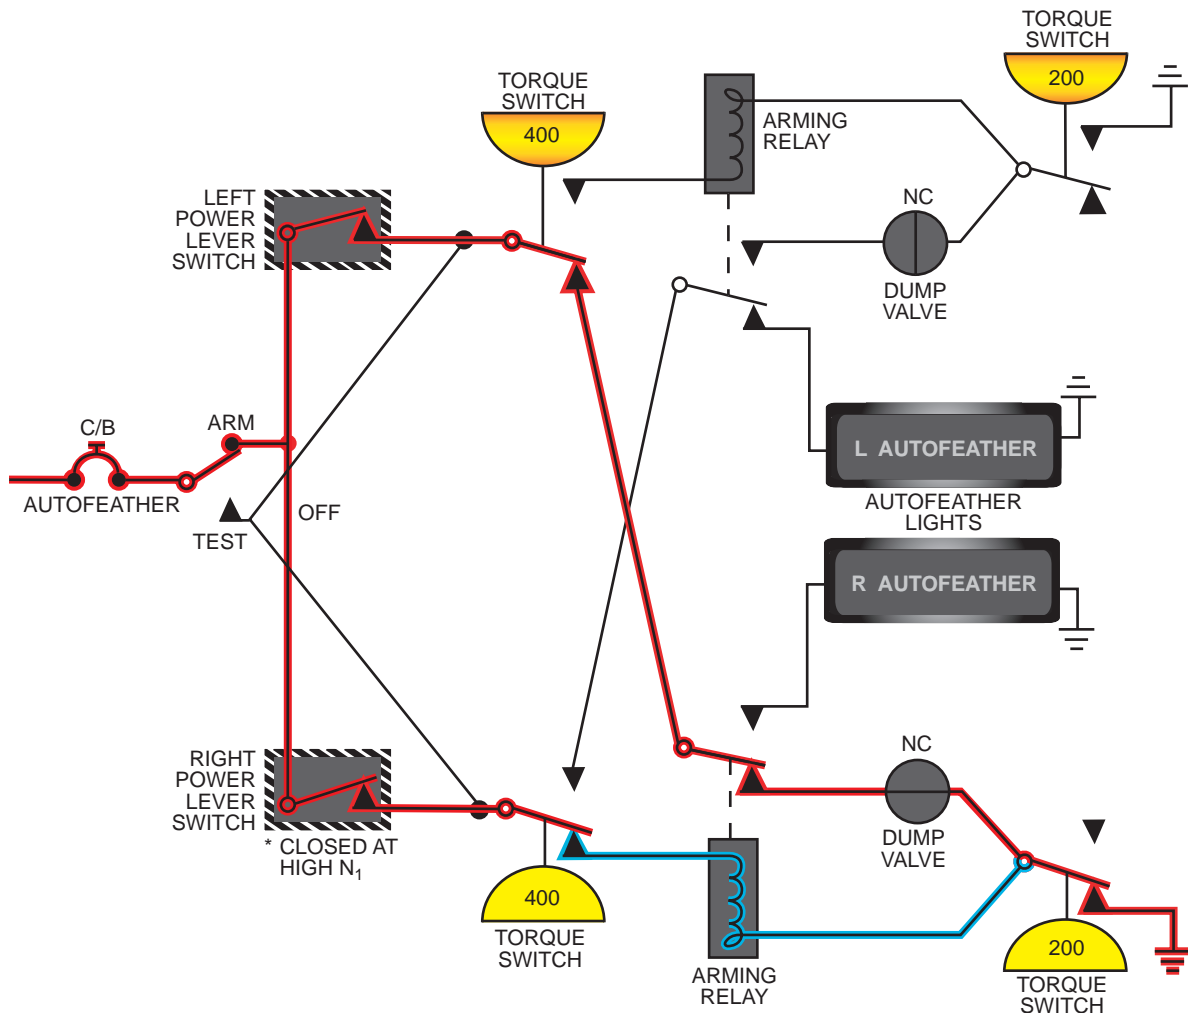 TORQUE
SWITCH
200
TORQUE
SWITCH
400
ARMING
RELAY
LEFT
POWER
LEVER
SWITCH
NC
DUMP
VALVE
C/B
ARM
AUTOFEATHER
OFF
TEST
L AUTOFEATHER
AUTOFEATHER
LIGHTS
R AUTOFEATHER
RIGHT
POWER
LEVER
SWITCH
* CLOSED AT
HIGH N1
NC
DUMP
VALVE
400
TORQUE
SWITCH
ARMING
RELAY
200
TORQUE
SWITCH